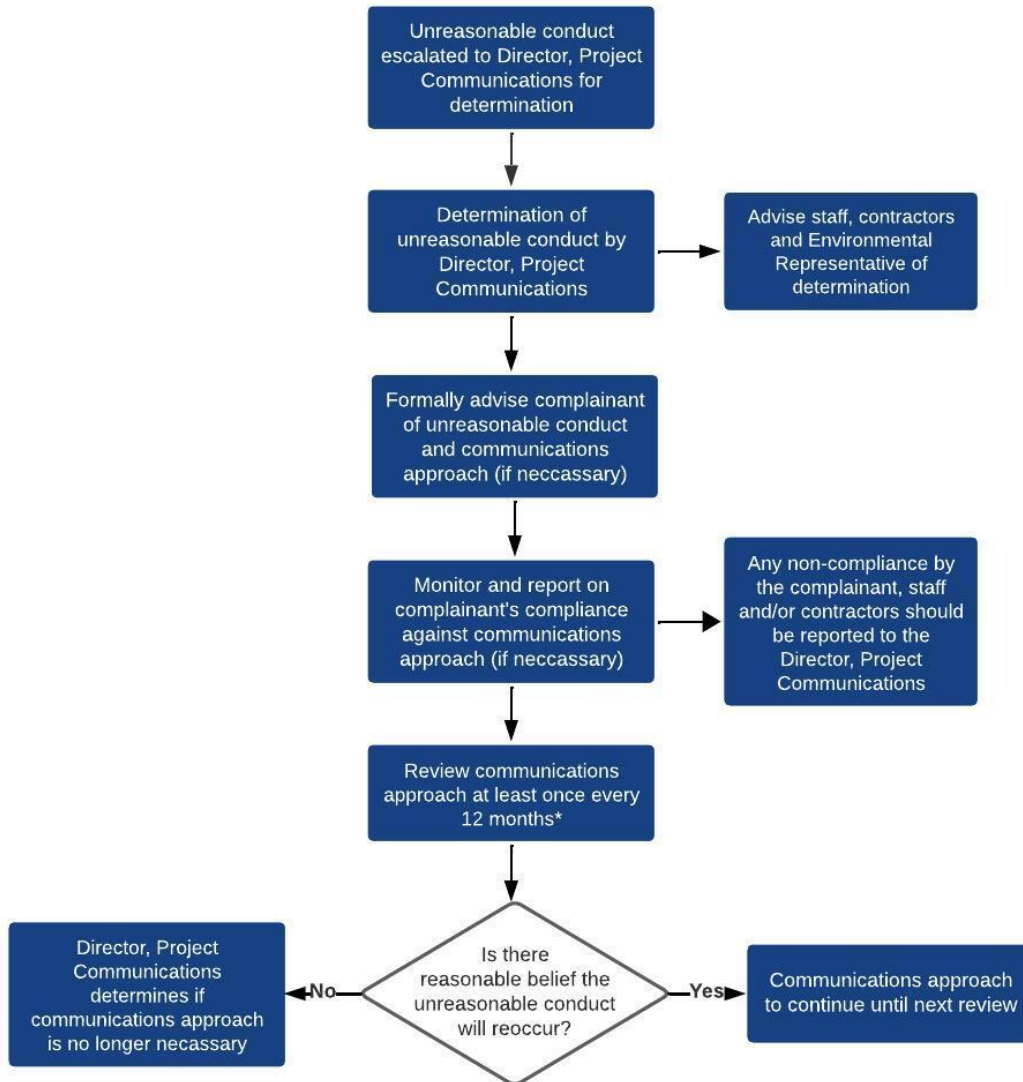 Unreasonable conduct
escalated to Director, Project
Communications for
determination
Determination of
unreasonable conduct by
Director, Project
Communications
Advise staff, contractors
and Environmental
Representative of
determination
Formally advise complainant
of unreasonable conduct
and communications
approach (if neccassary)
Monitor and report on
complainant's compliance
against communications
approach (if neccassary)
Any non-compliance by
the complainant, staff
and/or contractors should
be reported to the
Director, Project
Communications
Review communications
approach at least once every
12 months*
Is there
reasonable belief the
unreasonable conduct
will reoccur?
No
Director, Project
Communications
determines if
communications approach
is no longer necassary
Yes
Communications approach
to continue until next review